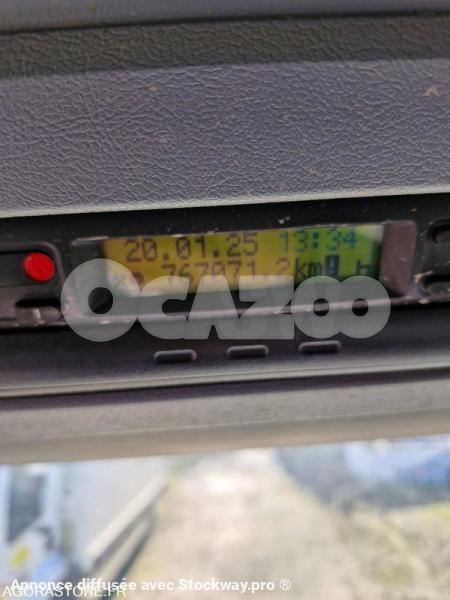 20.01.25 13:34
767071.2km
OCAZOO
Annonce diffusée avec Stockway.pro ®
AGORASTORE.FR